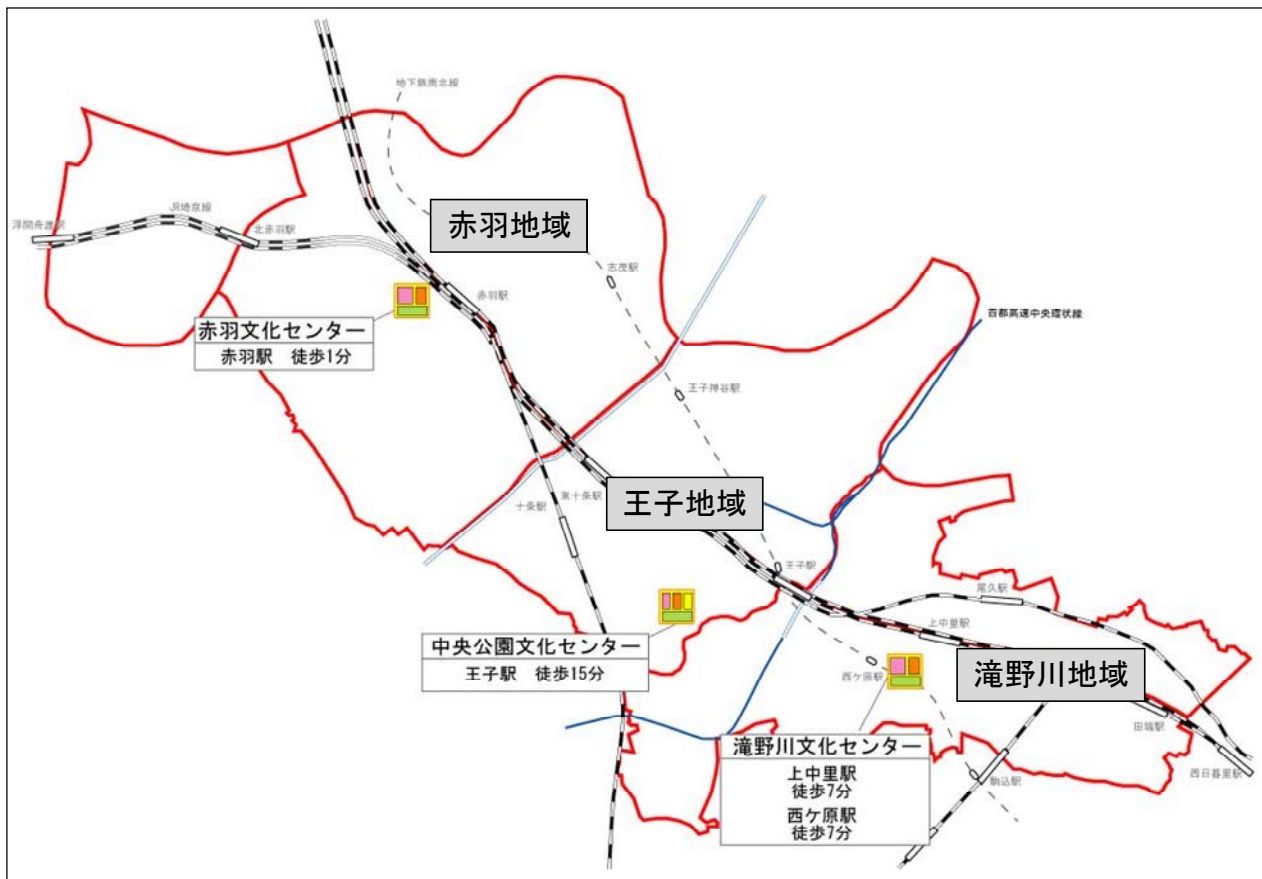 地下鉄南北線
赤羽地域
浮間舟渡駅
JR埼京線
北赤羽駅
志茂駅
赤羽駅
首都高速中央環状線
赤羽文化センター
赤羽駅 徒歩1分
王子神谷駅
東十条駅
十条駅
王子地域
王子駅
尾久駅
上中里駅
中央公園文化センター
王子駅 徒歩15分
西ケ原駅
滝野川地域
田端駅
滝野川文化センター
上中里駅
徒歩7分
西ケ原駅
徒歩7分
駒込駅
西日暮里駅